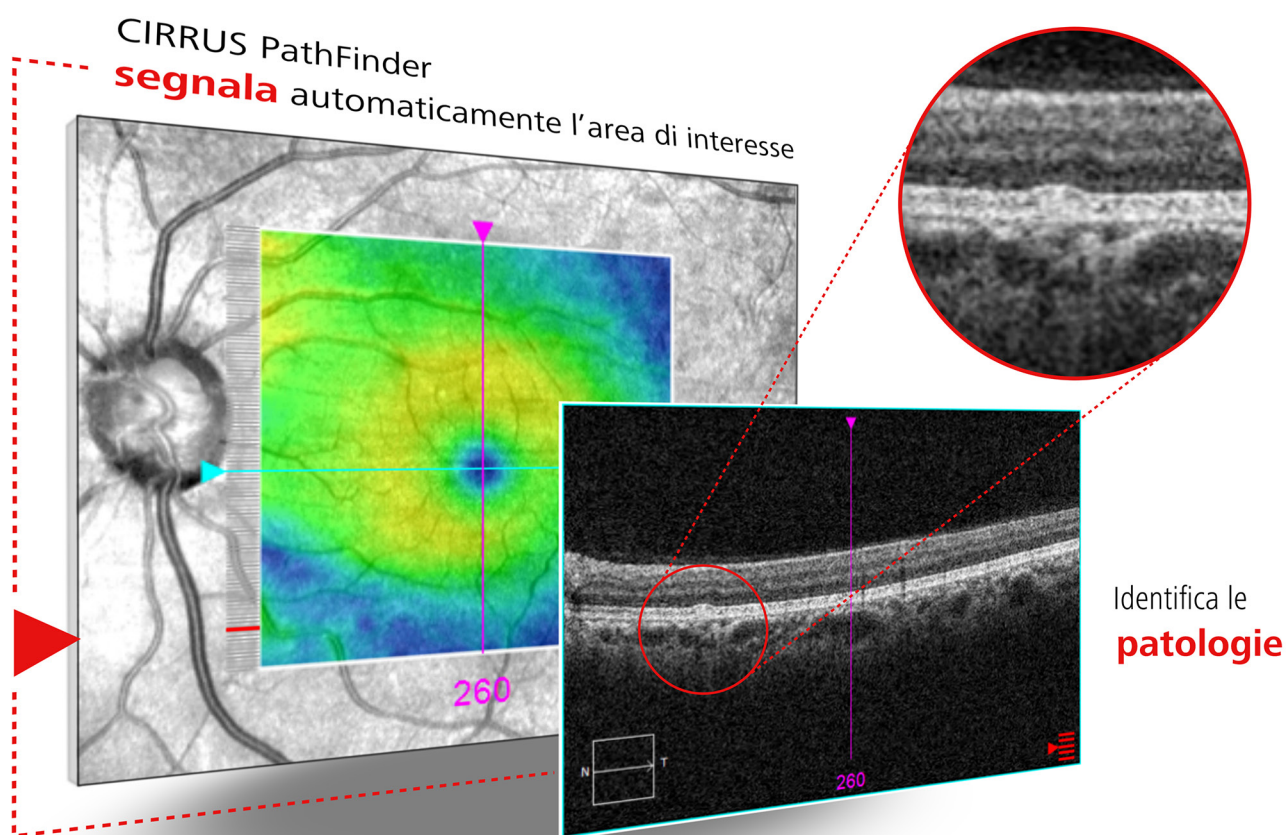 CIRRUS PathFinder
segnala automaticamente l'area di interesse
260
N
T
260
Identifica le
patologie